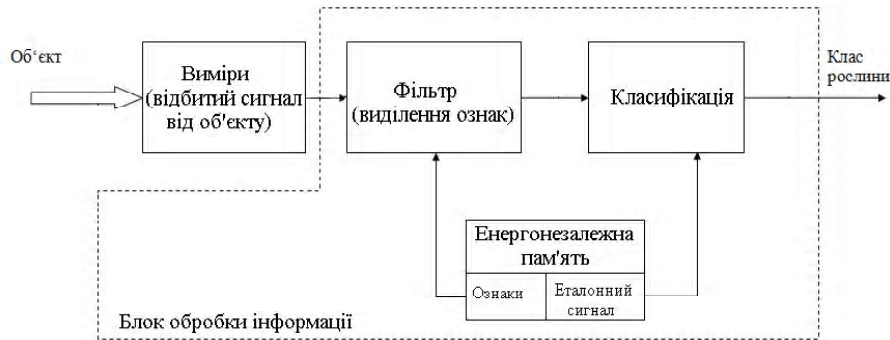 Об‘єкт
Виміри
(відбитий сигнал
від об'єкту)
Фільтр
(виділення ознак)
Класифікація
Клас
рослини
Енергонезалежна
пам'ять
Ознаки
Еталонний
сигнал
Блок обробки інформації